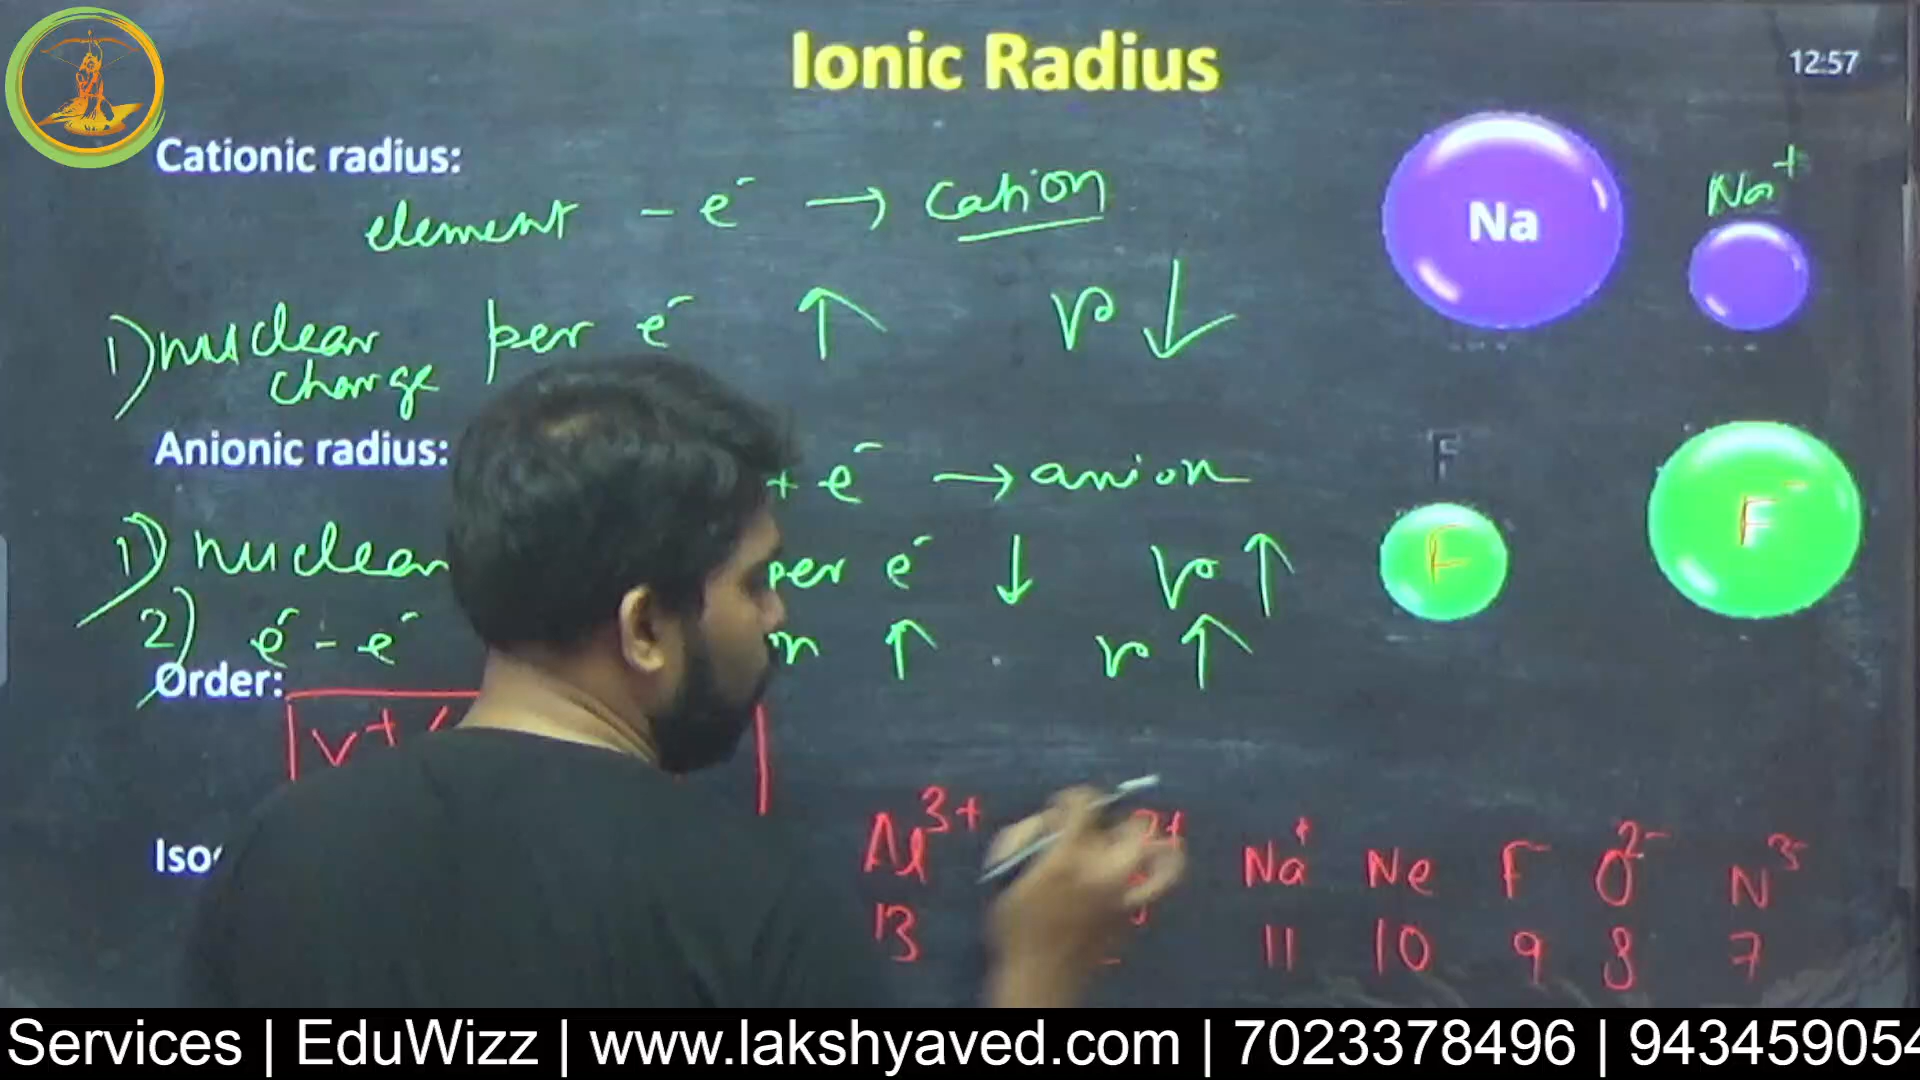 Ionic Radius
12:57
Cationic radius:
element - e⁻ → cation
Na
Na⁺
1) nuclear charge per e⁻ ↑ r ↓
Anionic radius:
+ e⁻ → anion
F
F
F⁻
1) nuclear per e⁻ ↓ r ↑
2) e⁻ - e⁻ n ↑ r ↑
Order:
Al³⁺ 2+ Na⁺ Ne F⁻ O²⁻ N³⁻
13 11 10 9 8 7
Services | EduWizz | www.lakshyaved.com | 7023378496 | 943459054